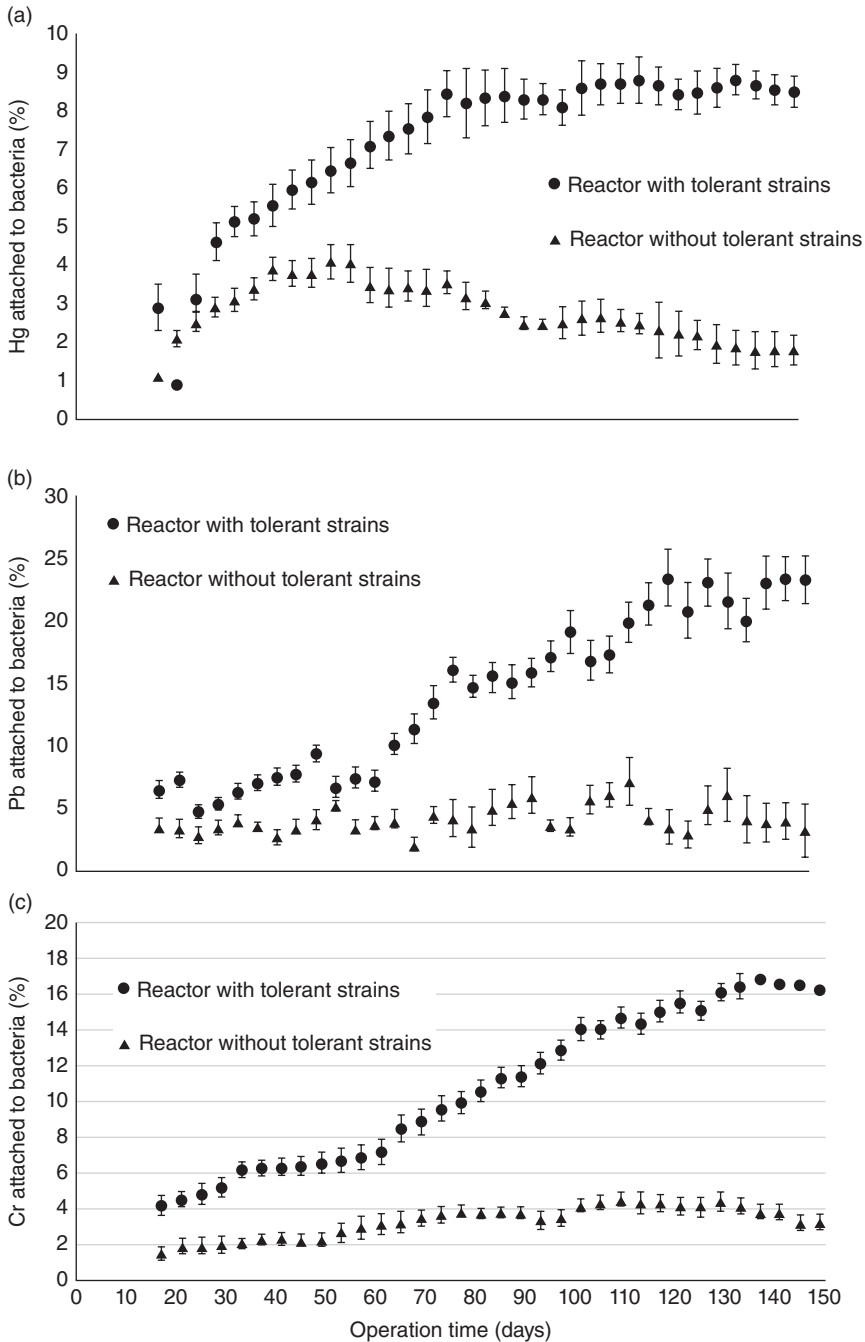 (a)
10
9
8
7
6
5
4
3
2
1
0
Hg attached to bacteria (%)
Reactor with tolerant strains
Reactor without tolerant strains
(b)
30
25
20
15
10
5
0
Pb attached to bacteria (%)
Reactor with tolerant strains
Reactor without tolerant strains
(c)
20
18
16
14
12
10
8
6
4
2
0
Cr attached to bacteria (%)
Reactor with tolerant strains
Reactor without tolerant strains
0 10 20 30 40 50 60 70 80 90 100 110 120 130 140 150
Operation time (days)